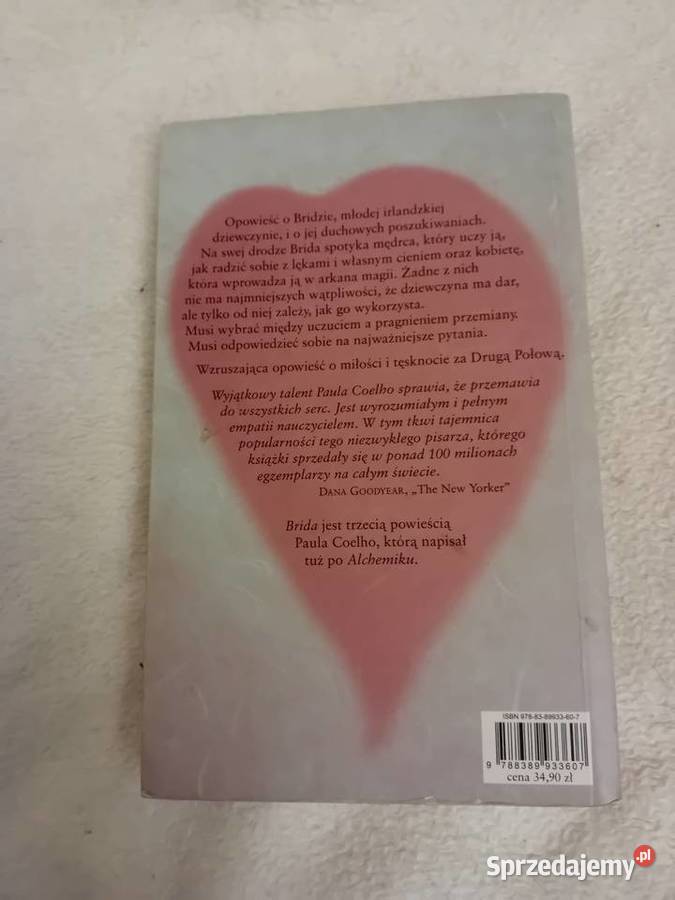 Opowieść o Bridzie, młodej irlandzkiej
dziewczynie, i o jej duchowych poszukiwaniach.
Na swej drodze Brida spotyka mędrca, który uczy ją,
jak radzić sobie z lękami i własnym cieniem oraz kobietę,
która wprowadza ją w arkana magii. Żadne z nich
nie ma najmniejszych wątpliwości, że dziewczyna ma dar,
ale tylko od niej zależy, jak go wykorzysta.
Musi wybrać między uczuciem a pragnieniem przemiany.
Musi odpowiedzieć sobie na najważniejsze pytania.
Wzruszająca opowieść o miłości i tęsknocie za Drugą Połową.
Wyjątkowy talent Paula Coelho sprawia, że przemawia
do wszystkich serc. Jest wyrozumiałym i pełnym
empatii nauczycielem. W tym tkwi tajemnica
popularności tego niezwykłego pisarza, którego
książki sprzedały się w ponad 100 milionach
egzemplarzy na całym świecie.
Dana Goodyear, „The New Yorker”
Brida jest trzecią powieścią
Paula Coelho, którą napisał
tuż po Alchemiku.
ISBN 978-83-89933-60-7
9 788389 933607
cena 34,90 zł
Sprzedajemy.pl